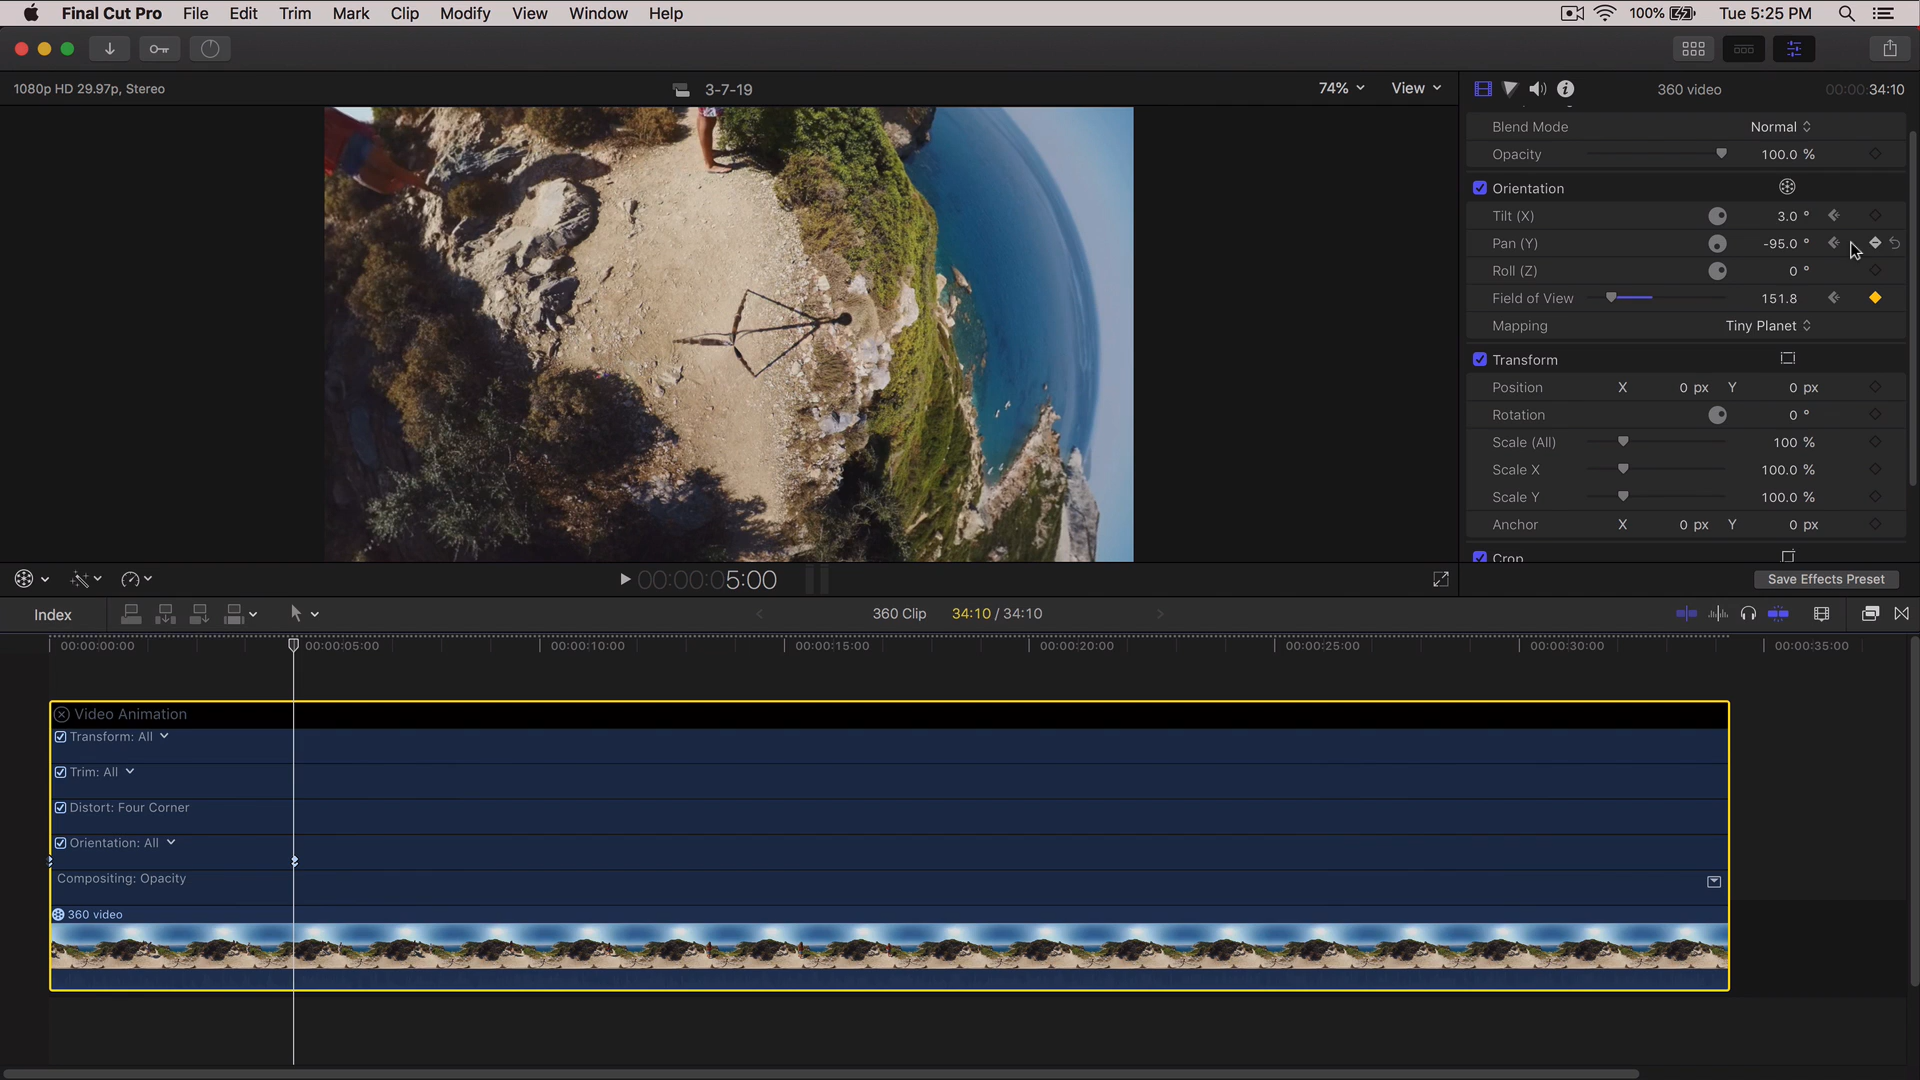 Final Cut Pro File Edit Trim Mark Clip Modify View Window Help 100% Tue 5:25 PM
1080p HD 29.97p, Stereo 3-7-19 74% View 360 video 00:00:34:10
Blend Mode Normal
Opacity 100.0 %
Orientation
Tilt (X) 3.0 °
Pan (Y) -95.0 °
Roll (Z) 0 °
Field of View 151.8
Mapping Tiny Planet
Transform
Position X 0 px Y 0 px
Rotation 0 °
Scale (All) 100 %
Scale X 100.0 %
Scale Y 100.0 %
Anchor X 0 px Y 0 px
Crop
00:00:05:00 Save Effects Preset
Index 360 Clip 34:10 / 34:10
00:00:00:00 00:00:05:00 00:00:10:00 00:00:15:00 00:00:20:00 00:00:25:00 00:00:30:00 00:00:35:00
Video Animation
Transform: All
Trim: All
Distort: Four Corner
Orientation: All
Compositing: Opacity
360 video